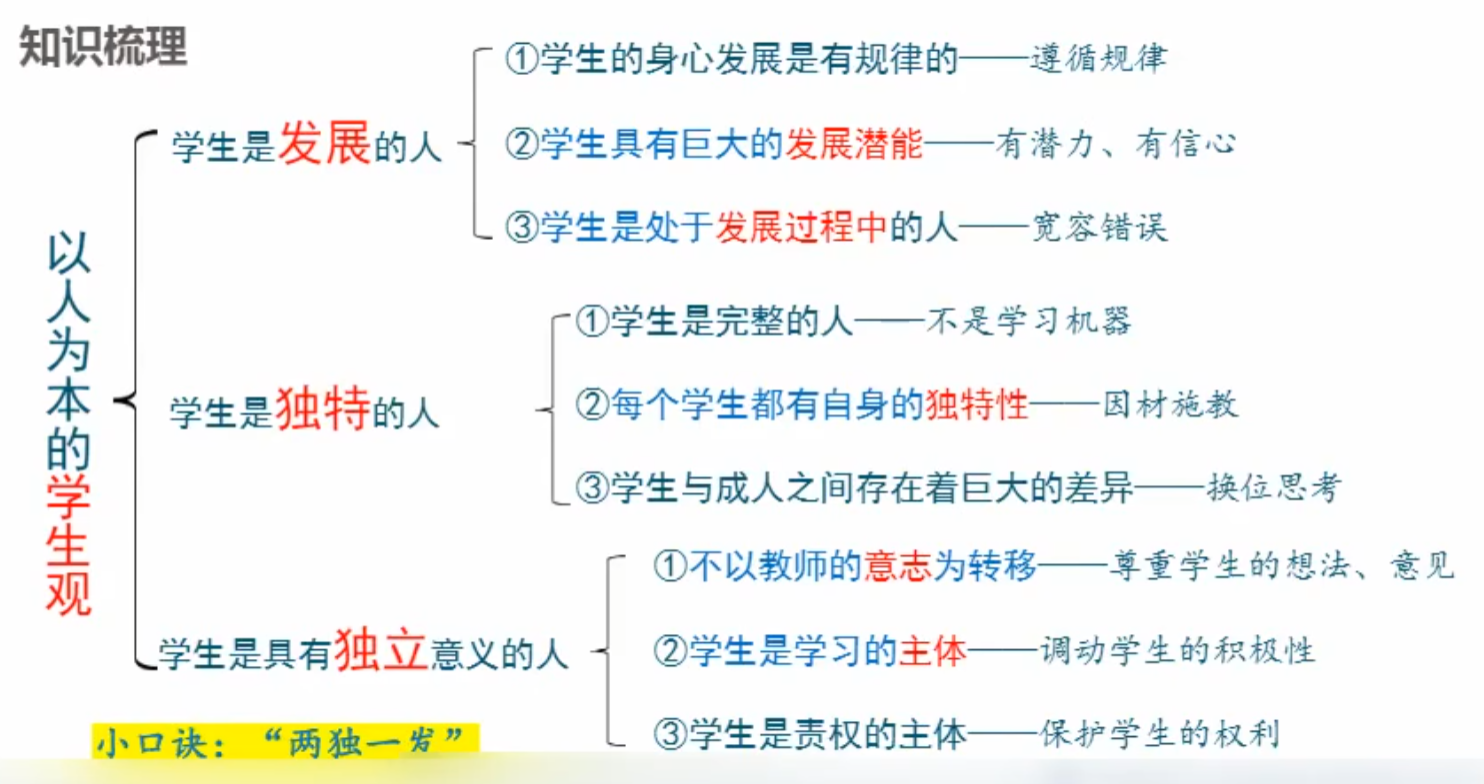 知识梳理
以人为本的学生观
学生是发展的人
①学生的身心发展是有规律的——遵循规律
②学生具有巨大的发展潜能——有潜力、有信心
③学生是处于发展过程中的人——宽容错误
学生是独特的人
①学生是完整的人——不是学习机器
②每个学生都有自身的独特性——因材施教
③学生与成人之间存在着巨大的差异——换位思考
学生是具有独立意义的人
①不以教师的意志为转移——尊重学生的想法、意见
②学生是学习的主体——调动学生的积极性
③学生是责权的主体——保护学生的权利
小口诀：“两独一发”